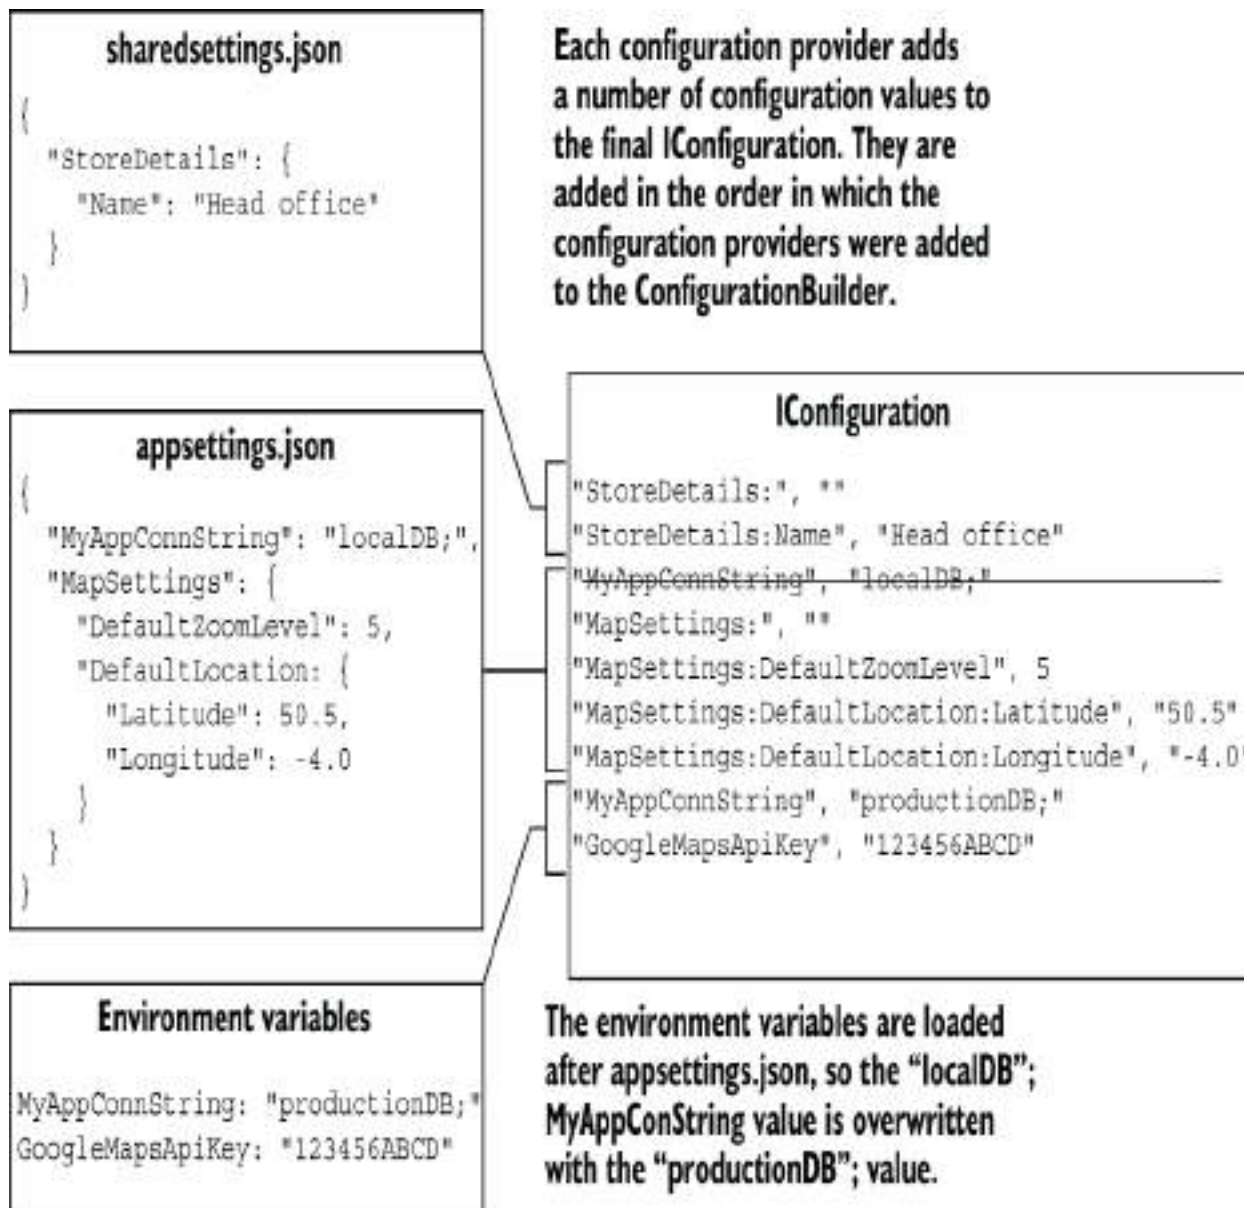 sharedsettings.json
{
"StoreDetails": {
"Name": "Head office"
}
}
Each configuration provider adds
a number of configuration values to
the final IConfiguration. They are
added in the order in which the
configuration providers were added
to the ConfigurationBuilder.
appsettings.json
{
"MyAppConnString": "localDB;",
"MapSettings": {
"DefaultZoomLevel": 5,
"DefaultLocation: {
"Latitude": 50.5,
"Longitude": -4.0
}
}
}
IConfiguration
"StoreDetails:", ""
"StoreDetails:Name", "Head office"
"MyAppConnString", "localDB;"
"MapSettings:", ""
"MapSettings:DefaultZoomLevel", 5
"MapSettings:DefaultLocation:Latitude", "50.5"
"MapSettings:DefaultLocation:Longitude", "-4.0"
"MyAppConnString", "productionDB;"
"GoogleMapsApiKey", "123456ABCD"
Environment variables
MyAppConnString: "productionDB;"
GoogleMapsApiKey: "123456ABCD"
The environment variables are loaded
after appsettings.json, so the “localDB”;
MyAppConString value is overwritten
with the “productionDB”; value.